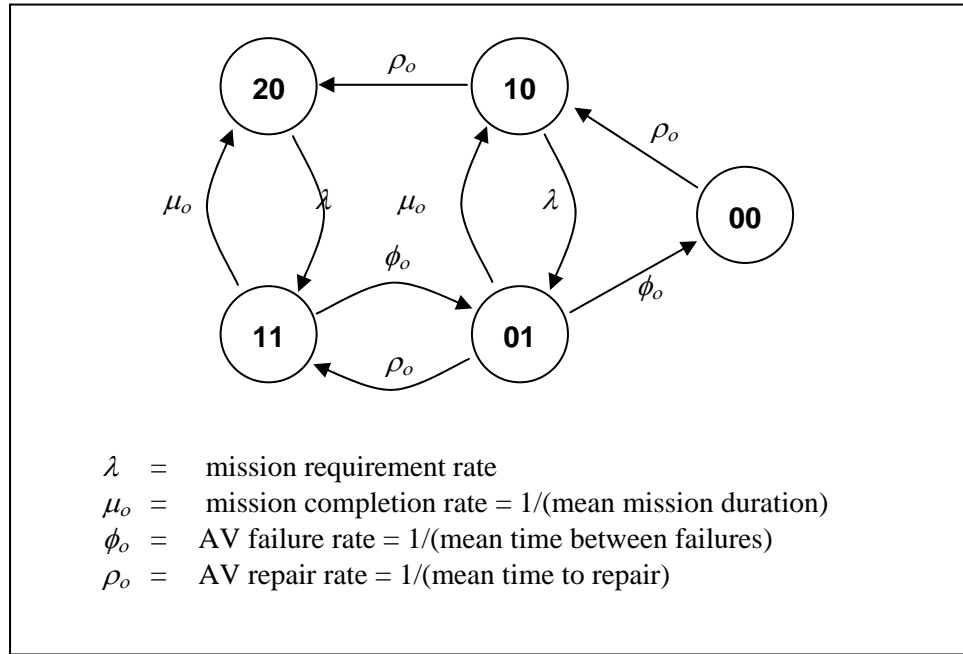 ρo
20
10
ρo
μo
λ
μo
λ
00
ϕo
ϕo
11
01
ρo
λ = mission requirement rate
μo = mission completion rate = 1/(mean mission duration)
ϕo = AV failure rate = 1/(mean time between failures)
ρo = AV repair rate = 1/(mean time to repair)